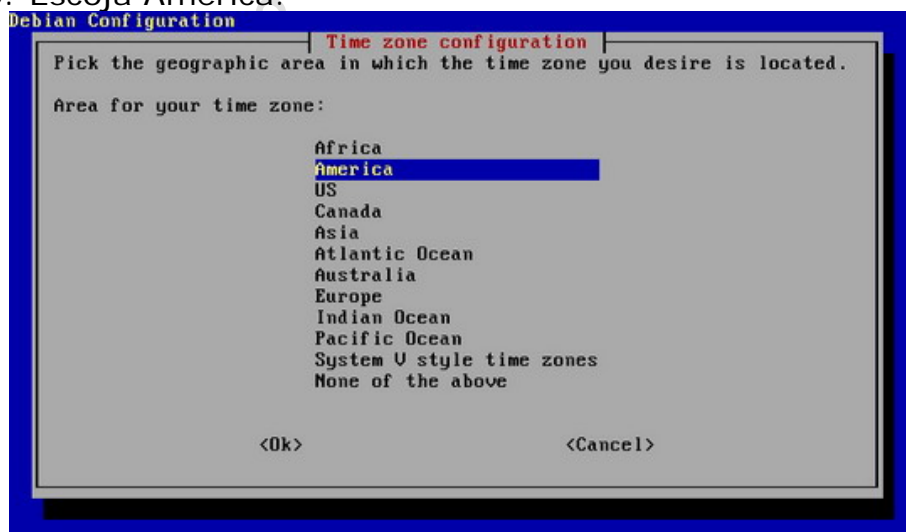 Escoja America.
Debian Configuration
Time zone configuration
Pick the geographic area in which the time zone you desire is located.
Area for your time zone:
Africa
America
US
Canada
Asia
Atlantic Ocean
Australia
Europe
Indian Ocean
Pacific Ocean
System V style time zones
None of the above
<Ok> <Cancel>